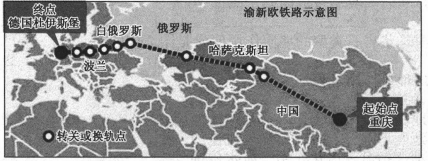 渝新欧铁路示意图
终点
德国杜伊斯堡
白俄罗斯
俄罗斯
哈萨克斯坦
波兰
中国
起始点
重庆
转关或换轨点